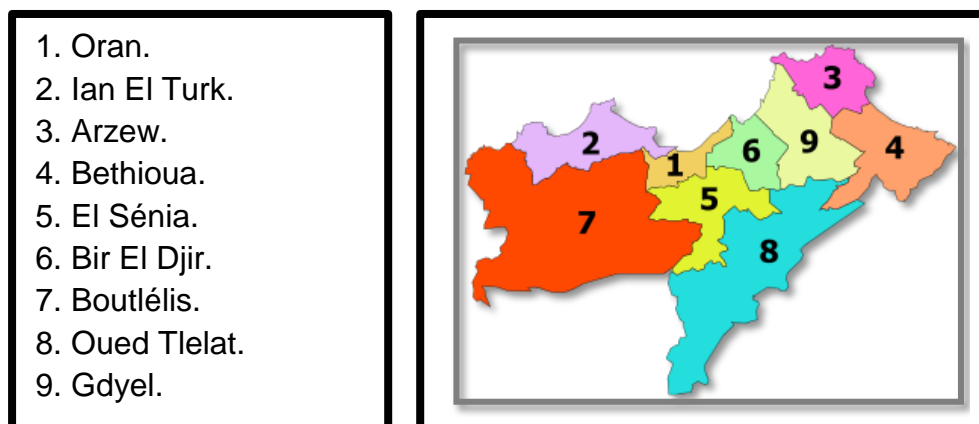 1. Oran.
2. Ian El Turk.
3. Arzew.
4. Bethioua.
5. El Sénia.
6. Bir El Djir.
7. Boutlélis.
8. Oued Tlelat.
9. Gdyel.
3
2
9
4
6
1
5
7
8